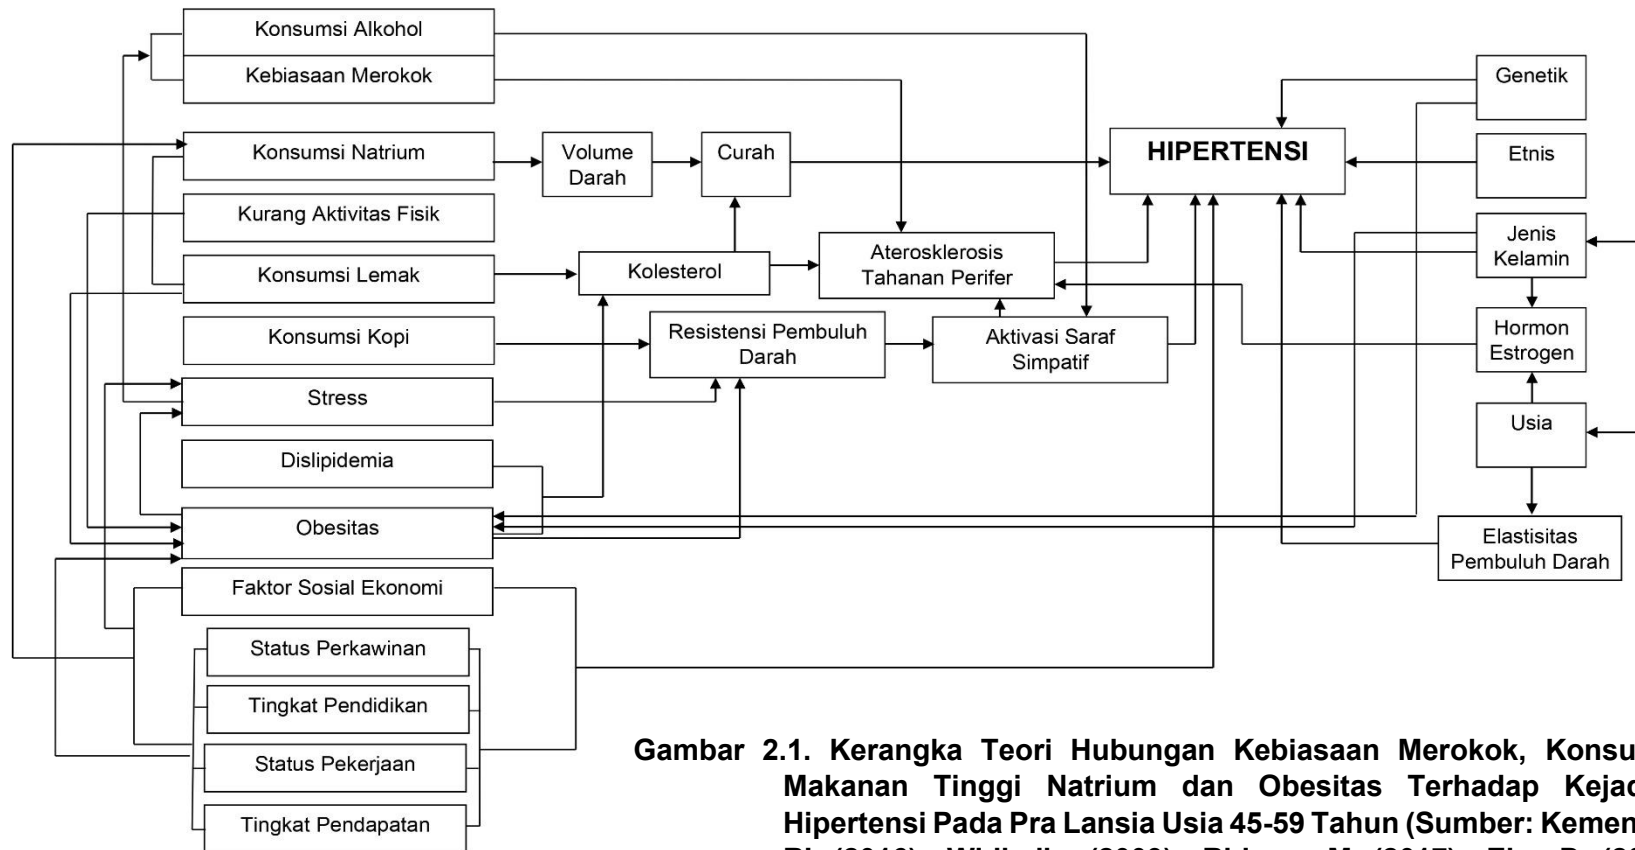 Konsumsi Alkohol
Kebiasaan Merokok
Genetik
Konsumsi Natrium
Volume
Darah
Curah
HIPERTENSI
Etnis
Kurang Aktivitas Fisik
Jenis
Kelamin
Konsumsi Lemak
Kolesterol
Aterosklerosis
Tahanan Perifer
Konsumsi Kopi
Resistensi Pembuluh
Darah
Aktivasi Saraf
Simpatif
Hormon
Estrogen
Stress
Usia
Dislipidemia
Obesitas
Elastisitas
Pembuluh Darah
Faktor Sosial Ekonomi
Status Perkawinan
Tingkat Pendidikan
Status Pekerjaan
Tingkat Pendapatan
Gambar 2.1. Kerangka Teori Hubungan Kebiasaan Merokok,
Makanan Tinggi Natrium dan Obesitas Terhadap
Hipertensi Pada Pra Lansia Usia 45-59 Tahun (Sumber: